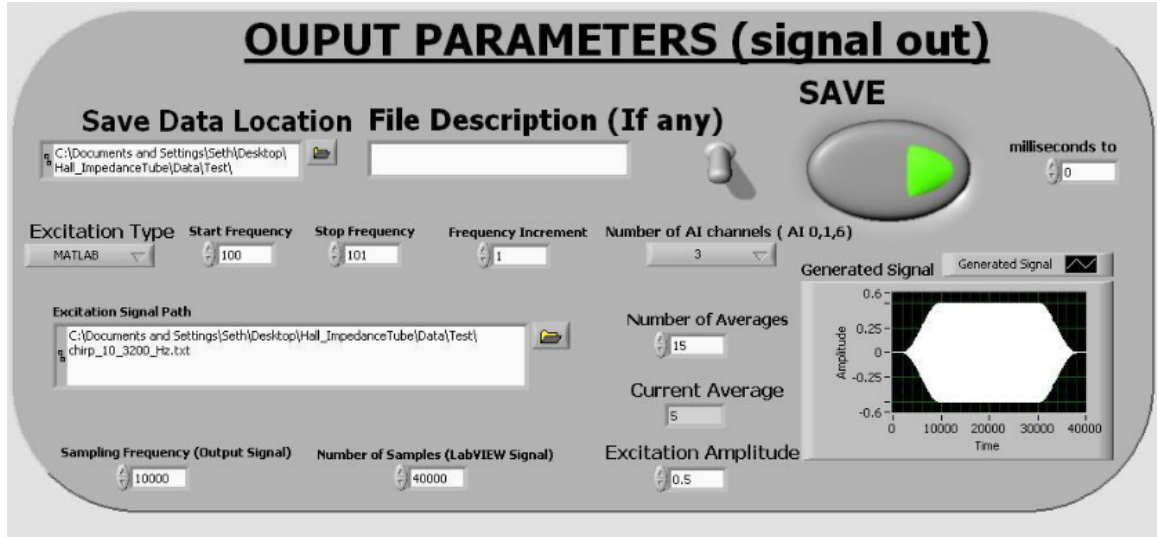 OUPUT PARAMETERS (signal out)
SAVE
Save Data Location
File Description (If any)
C:\Documents and Settings\Seth\Desktop\
Hall_ImpedanceTube\Data\Test\
milliseconds to
0
Excitation Type
MATLAB
Start Frequency
100
Stop Frequency
101
Frequency Increment
1
Number of AI channels ( AI 0,1,6)
3
Generated Signal
Generated Signal
Excitation Signal Path
C:\Documents and Settings\Seth\Desktop\Hall_ImpedanceTube\Data\Test\
chirp_10_3200_Hz.txt
Number of Averages
15
Current Average
5
Amplitude
0.6
0.25
0
-0.25
-0.6
0
10000
20000
30000
40000
Time
Sampling Frequency (Output Signal)
10000
Number of Samples (LabVIEW Signal)
40000
Excitation Amplitude
0.5